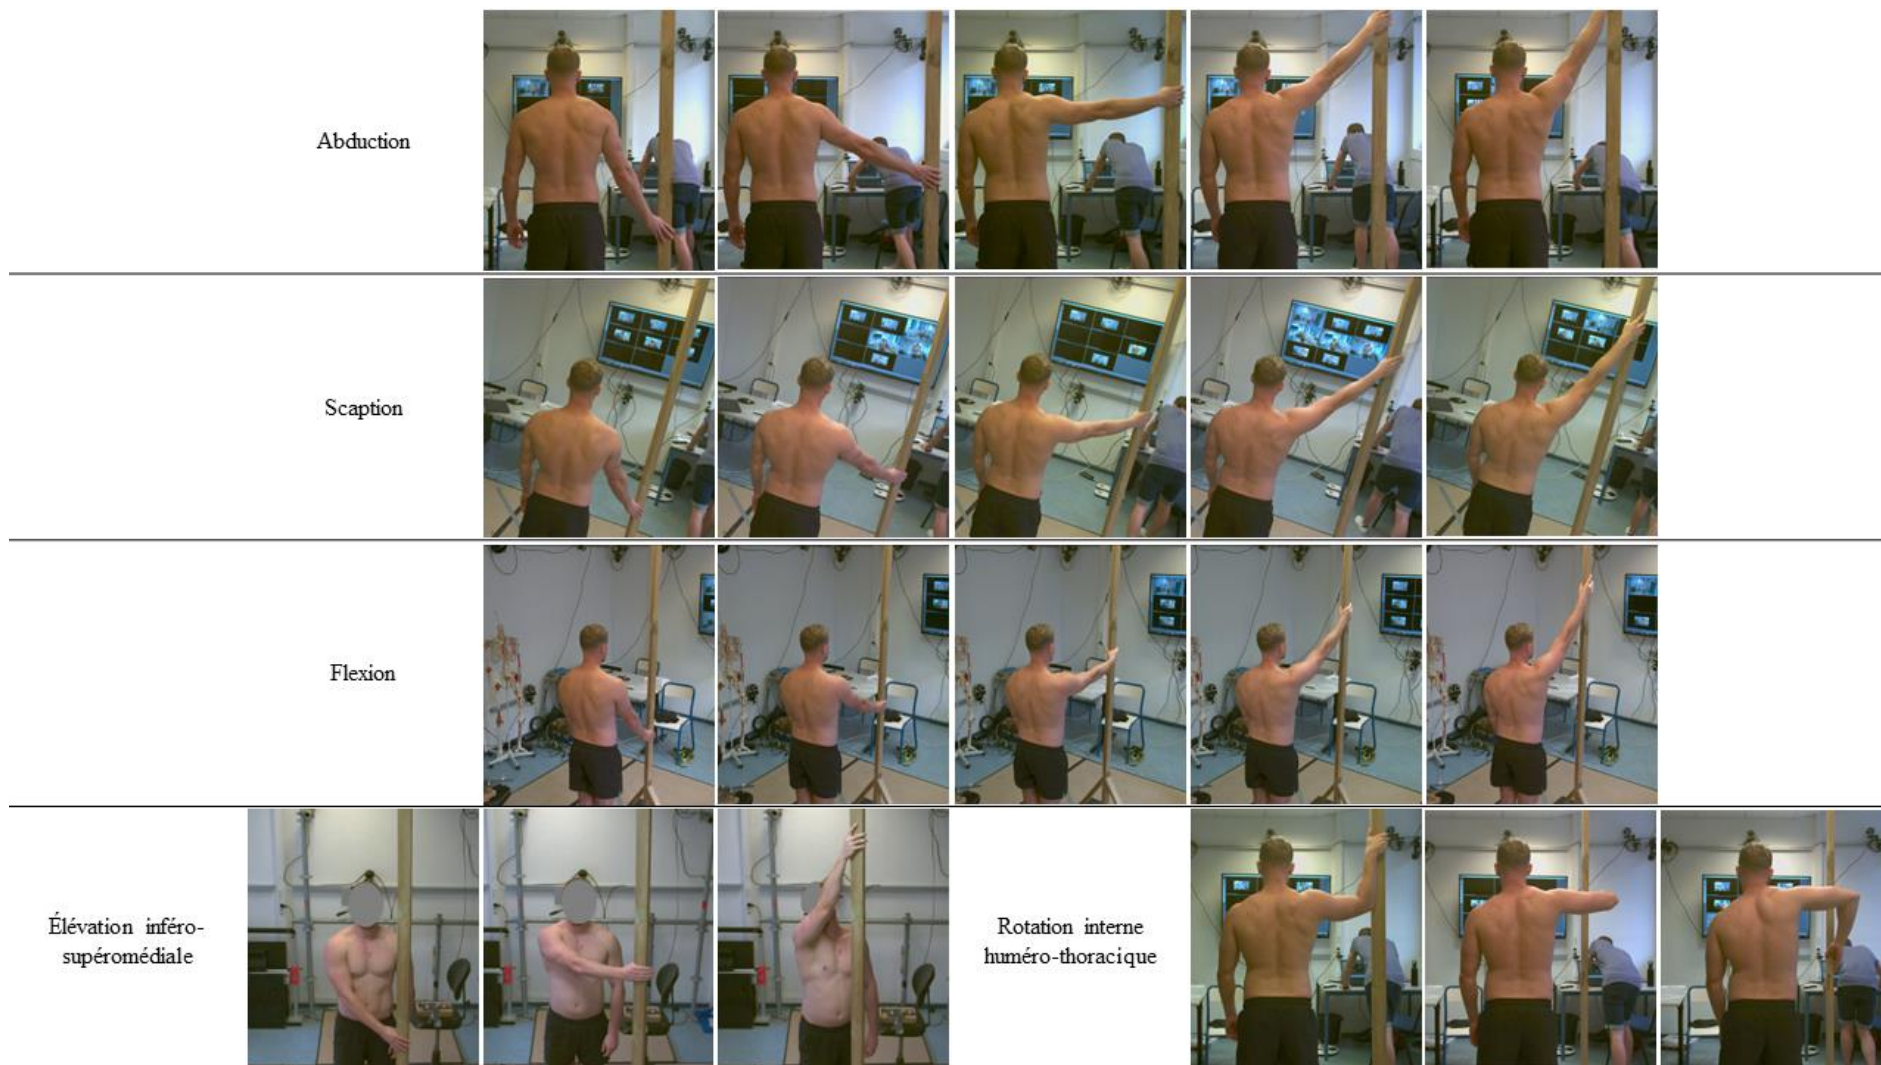 Abduction
Scaption
Flexion
Élévation inféro-
supéromédiale
Rotation interne
huméro-thoracique